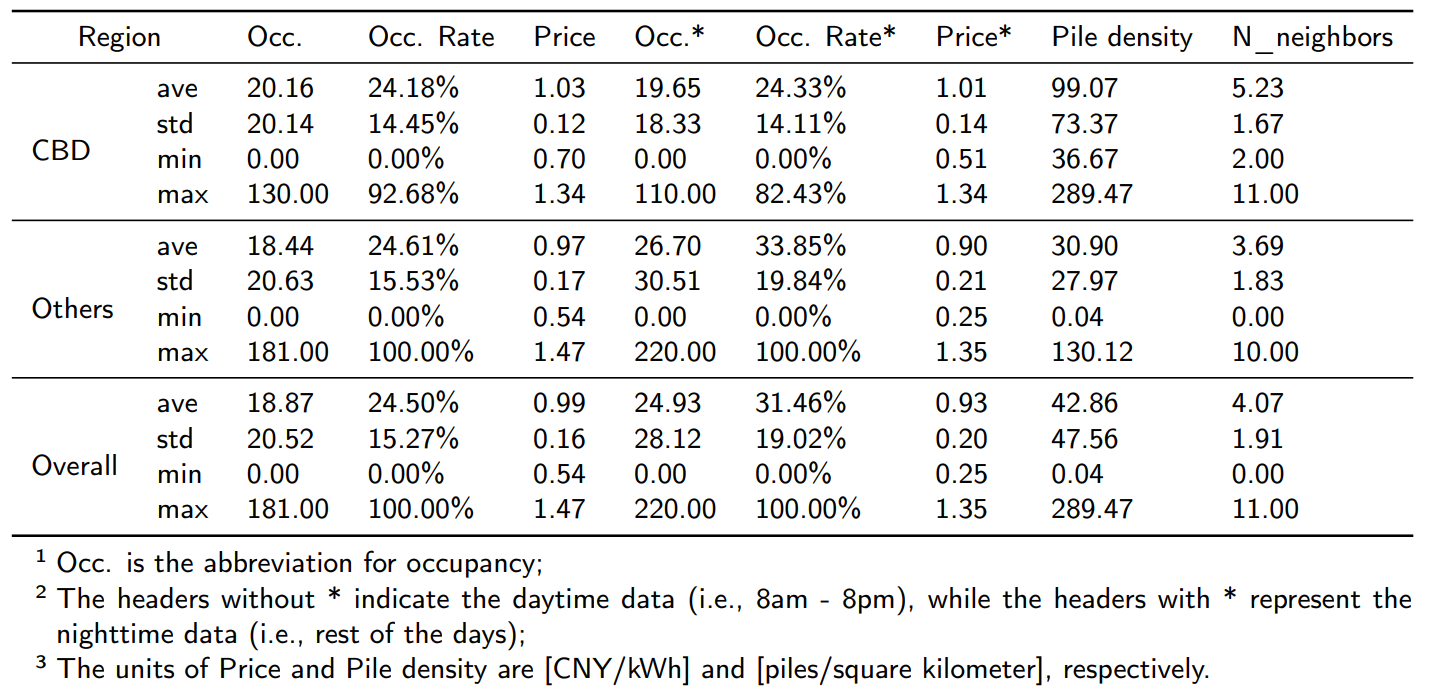 Region Occ. Occ. Rate Price Occ.* Occ. Rate* Price* Pile density N_neighbors
ave 20.16 24.18% 1.03 19.65 24.33% 1.01 99.07 5.23
std 20.14 14.45% 0.12 18.33 14.11% 0.14 73.37 1.67
CBD
min 0.00 0.00% 0.70 0.00 0.00% 0.51 36.67 2.00
max 130.00 92.68% 1.34 110.00 82.43% 1.34 289.47 11.00
ave 18.44 24.61% 0.97 26.70 33.85% 0.90 30.90 3.69
std 20.63 15.53% 0.17 30.51 19.84% 0.21 27.97 1.83
Others
min 0.00 0.00% 0.54 0.00 0.00% 0.25 0.04 0.00
max 181.00 100.00% 1.47 220.00 100.00% 1.35 130.12 10.00
ave 18.87 24.50% 0.99 24.93 31.46% 0.93 42.86 4.07
std 20.52 15.27% 0.16 28.12 19.02% 0.20 47.56 1.91
Overall
min 0.00 0.00% 0.54 0.00 0.00% 0.25 0.04 0.00
max 181.00 100.00% 1.47 220.00 100.00% 1.35 289.47 11.00
¹ Occ. is the abbreviation for occupancy;
² The headers without * indicate the daytime data (i.e., 8am - 8pm), while the headers with * represent the
nighttime data (i.e., rest of the days);
³ The units of Price and Pile density are [CNY/kWh] and [piles/square kilometer], respectively.